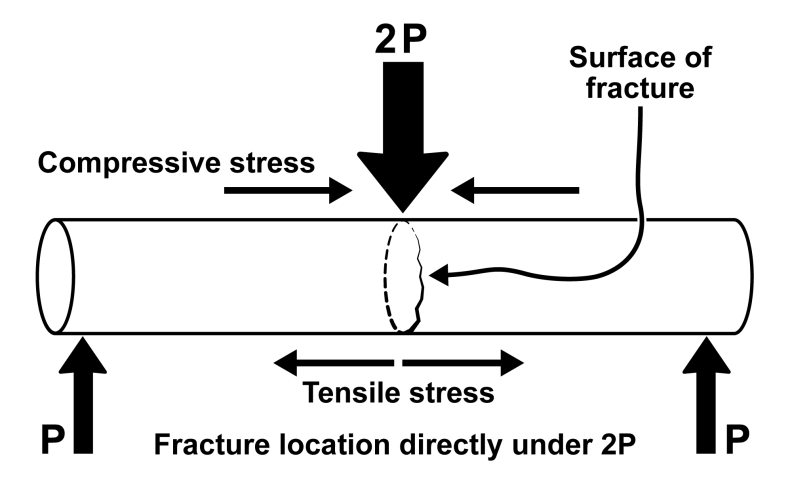 2P
Surface of
fracture
Compressive stress
Tensile stress
P
Fracture location directly under 2P
P